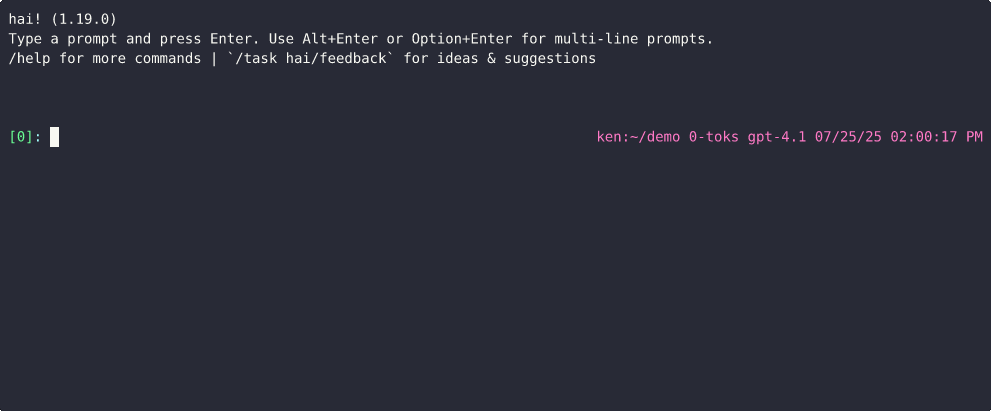 hai! (1.19.0)
Type a prompt and press Enter. Use Alt+Enter or Option+Enter for multi-line prompts.
/help for more commands | `/task hai/feedback` for ideas & suggestions
[0]: ken:~/demo 0-toks gpt-4.1 07/25/25 02:00:17 PM